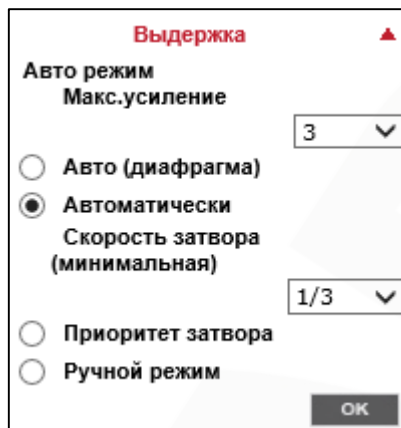 Выдержка
Авто режим
Макс.усиление
3
Авто (диафрагма)
Автоматически
Скорость затвора
(минимальная)
1/3
Приоритет затвора
Ручной режим
OK